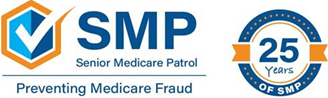 SMP
Senior Medicare Patrol
Preventing Medicare Fraud
25
Years
OF SMP